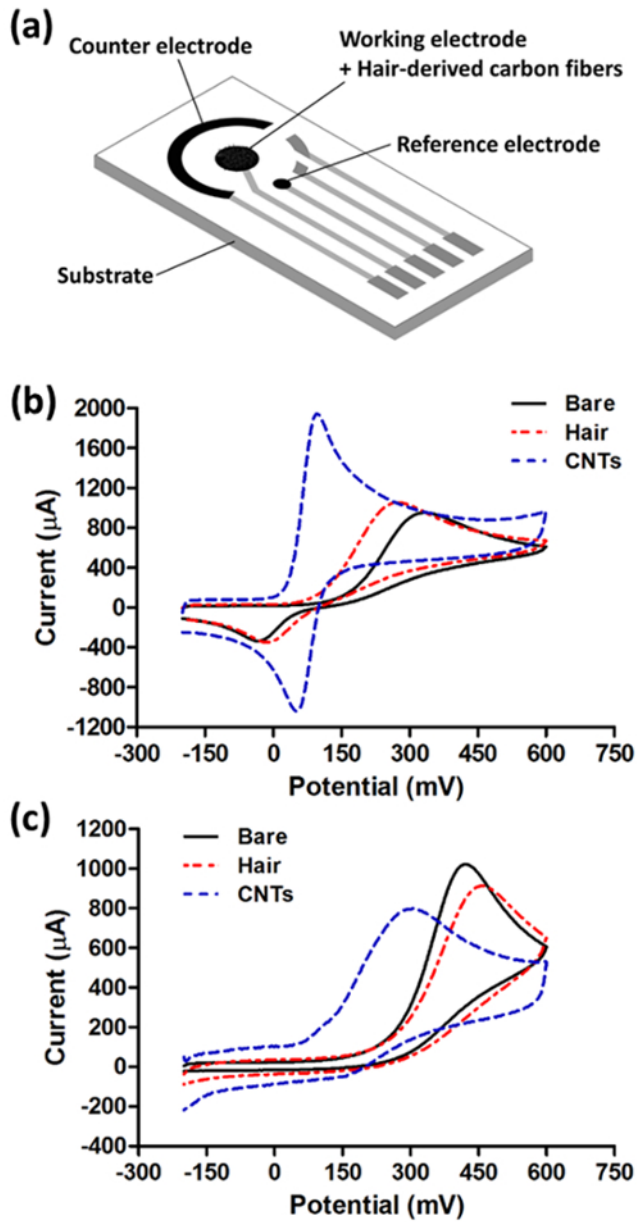 (a)
Counter electrode
Working electrode
+ Hair-derived carbon fibers
Reference electrode
Substrate
(b)
2000
1600
1200
800
400
0
-400
-800
-1200
Current (μA)
Bare
Hair
CNTs
-300 -150 0 150 300 450 600 750
Potential (mV)
(c)
1200
1000
800
600
400
200
0
-200
-400
Current (μA)
Bare
Hair
CNTs
-300 -150 0 150 300 450 600 750
Potential (mV)